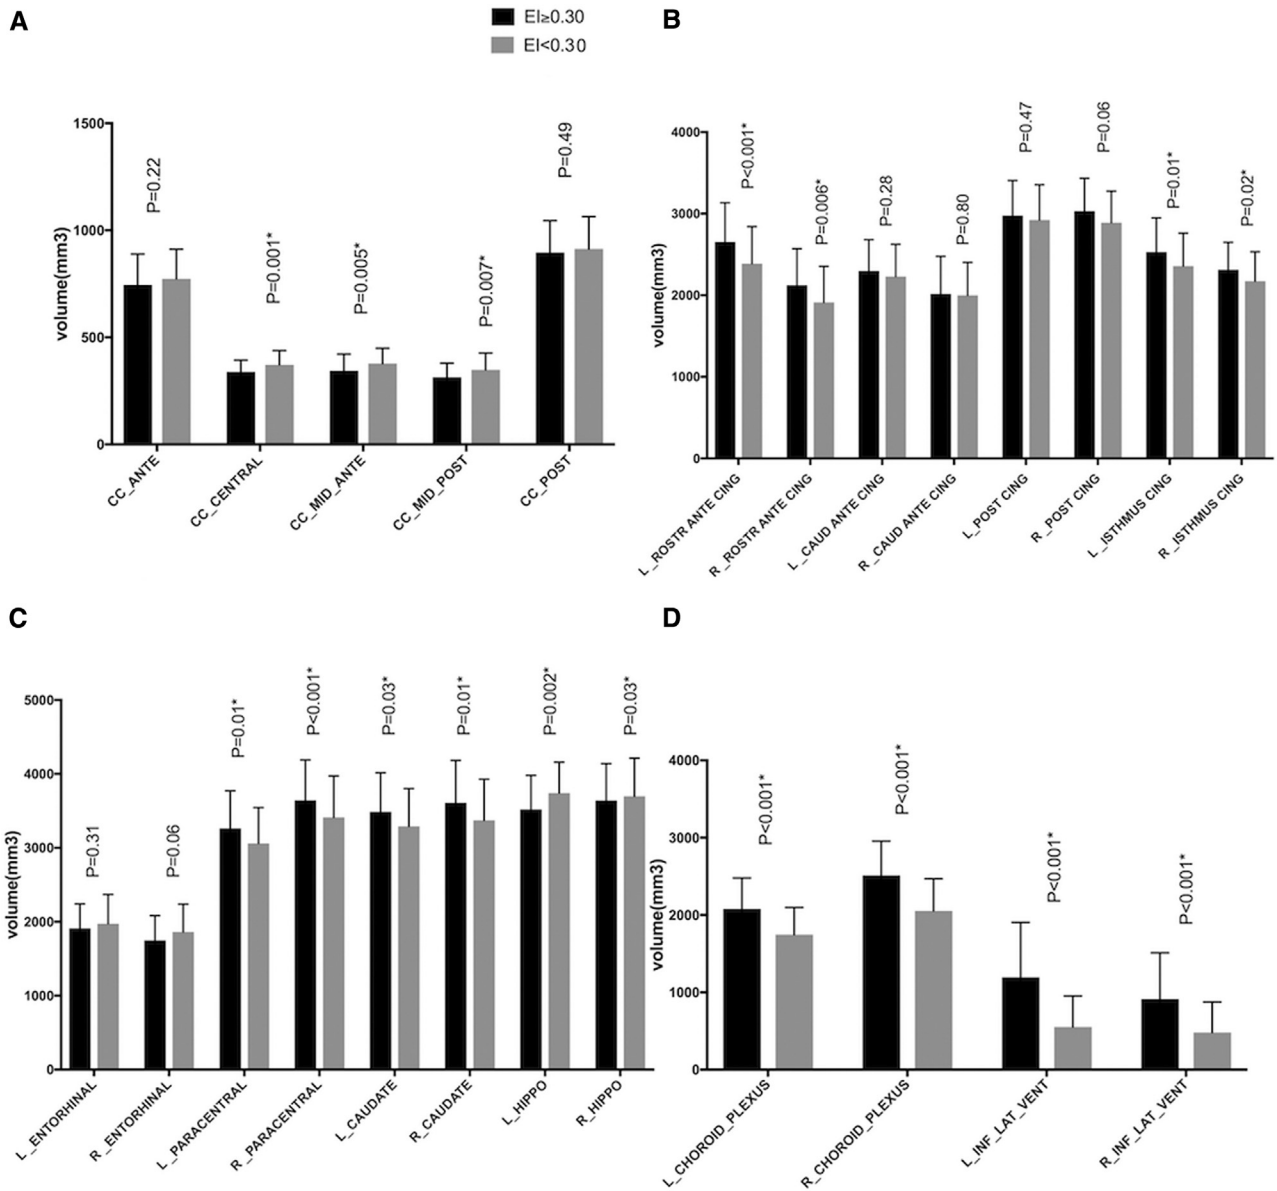 A
EI≥0.30
EI<0.30
1500
1000
500
0
volume(mm3)
P=0.22
P=0.001*
P=0.005*
P=0.007*
P=0.49
CC_ANTE
CC_CENTRAL
CC_MID_ANTE
CC_MID_POST
CC_POST
B
4000
3000
2000
1000
0
volume(mm3)
P<0.001*
P=0.006*
P=0.28
P=0.80
P=0.47
P=0.06
P=0.01*
P=0.02*
L_ROSTR ANTE CING
R_ROSTR ANTE CING
L_CAUD ANTE CING
R_CAUD ANTE CING
L_POST CING
R_POST CING
L_ISTHMUS CING
R_ISTHMUS CING
C
5000
4000
3000
2000
1000
0
volume(mm3)
P=0.31
P=0.06
P=0.01*
P<0.001*
P=0.03*
P=0.01*
P=0.002*
P=0.03*
L_ENTORHINAL
R_ENTORHINAL
L_PARACENTRAL
R_PARACENTRAL
L_CAUDATE
R_CAUDATE
L_HIPPO
R_HIPPO
D
4000
3000
2000
1000
0
volume(mm3)
P<0.001*
P<0.001*
P<0.001*
P<0.001*
L_CHOROID_PLEXUS
R_CHOROID_PLEXUS
L_INF_LAT_VENT
R_INF_LAT_VENT